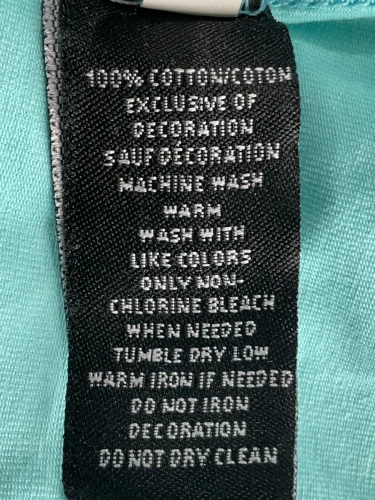 100% COTTON/COTON
EXCLUSIVE OF
DECORATION
SAUF DÉCORATION
MACHINE WASH
WARM
WASH WITH
LIKE COLORS
ONLY NON-
CHLORINE BLEACH
WHEN NEEDED
TUMBLE DRY LOW
WARM IRON IF NEEDED
DO NOT IRON
DECORATION
DO NOT DRY CLEAN